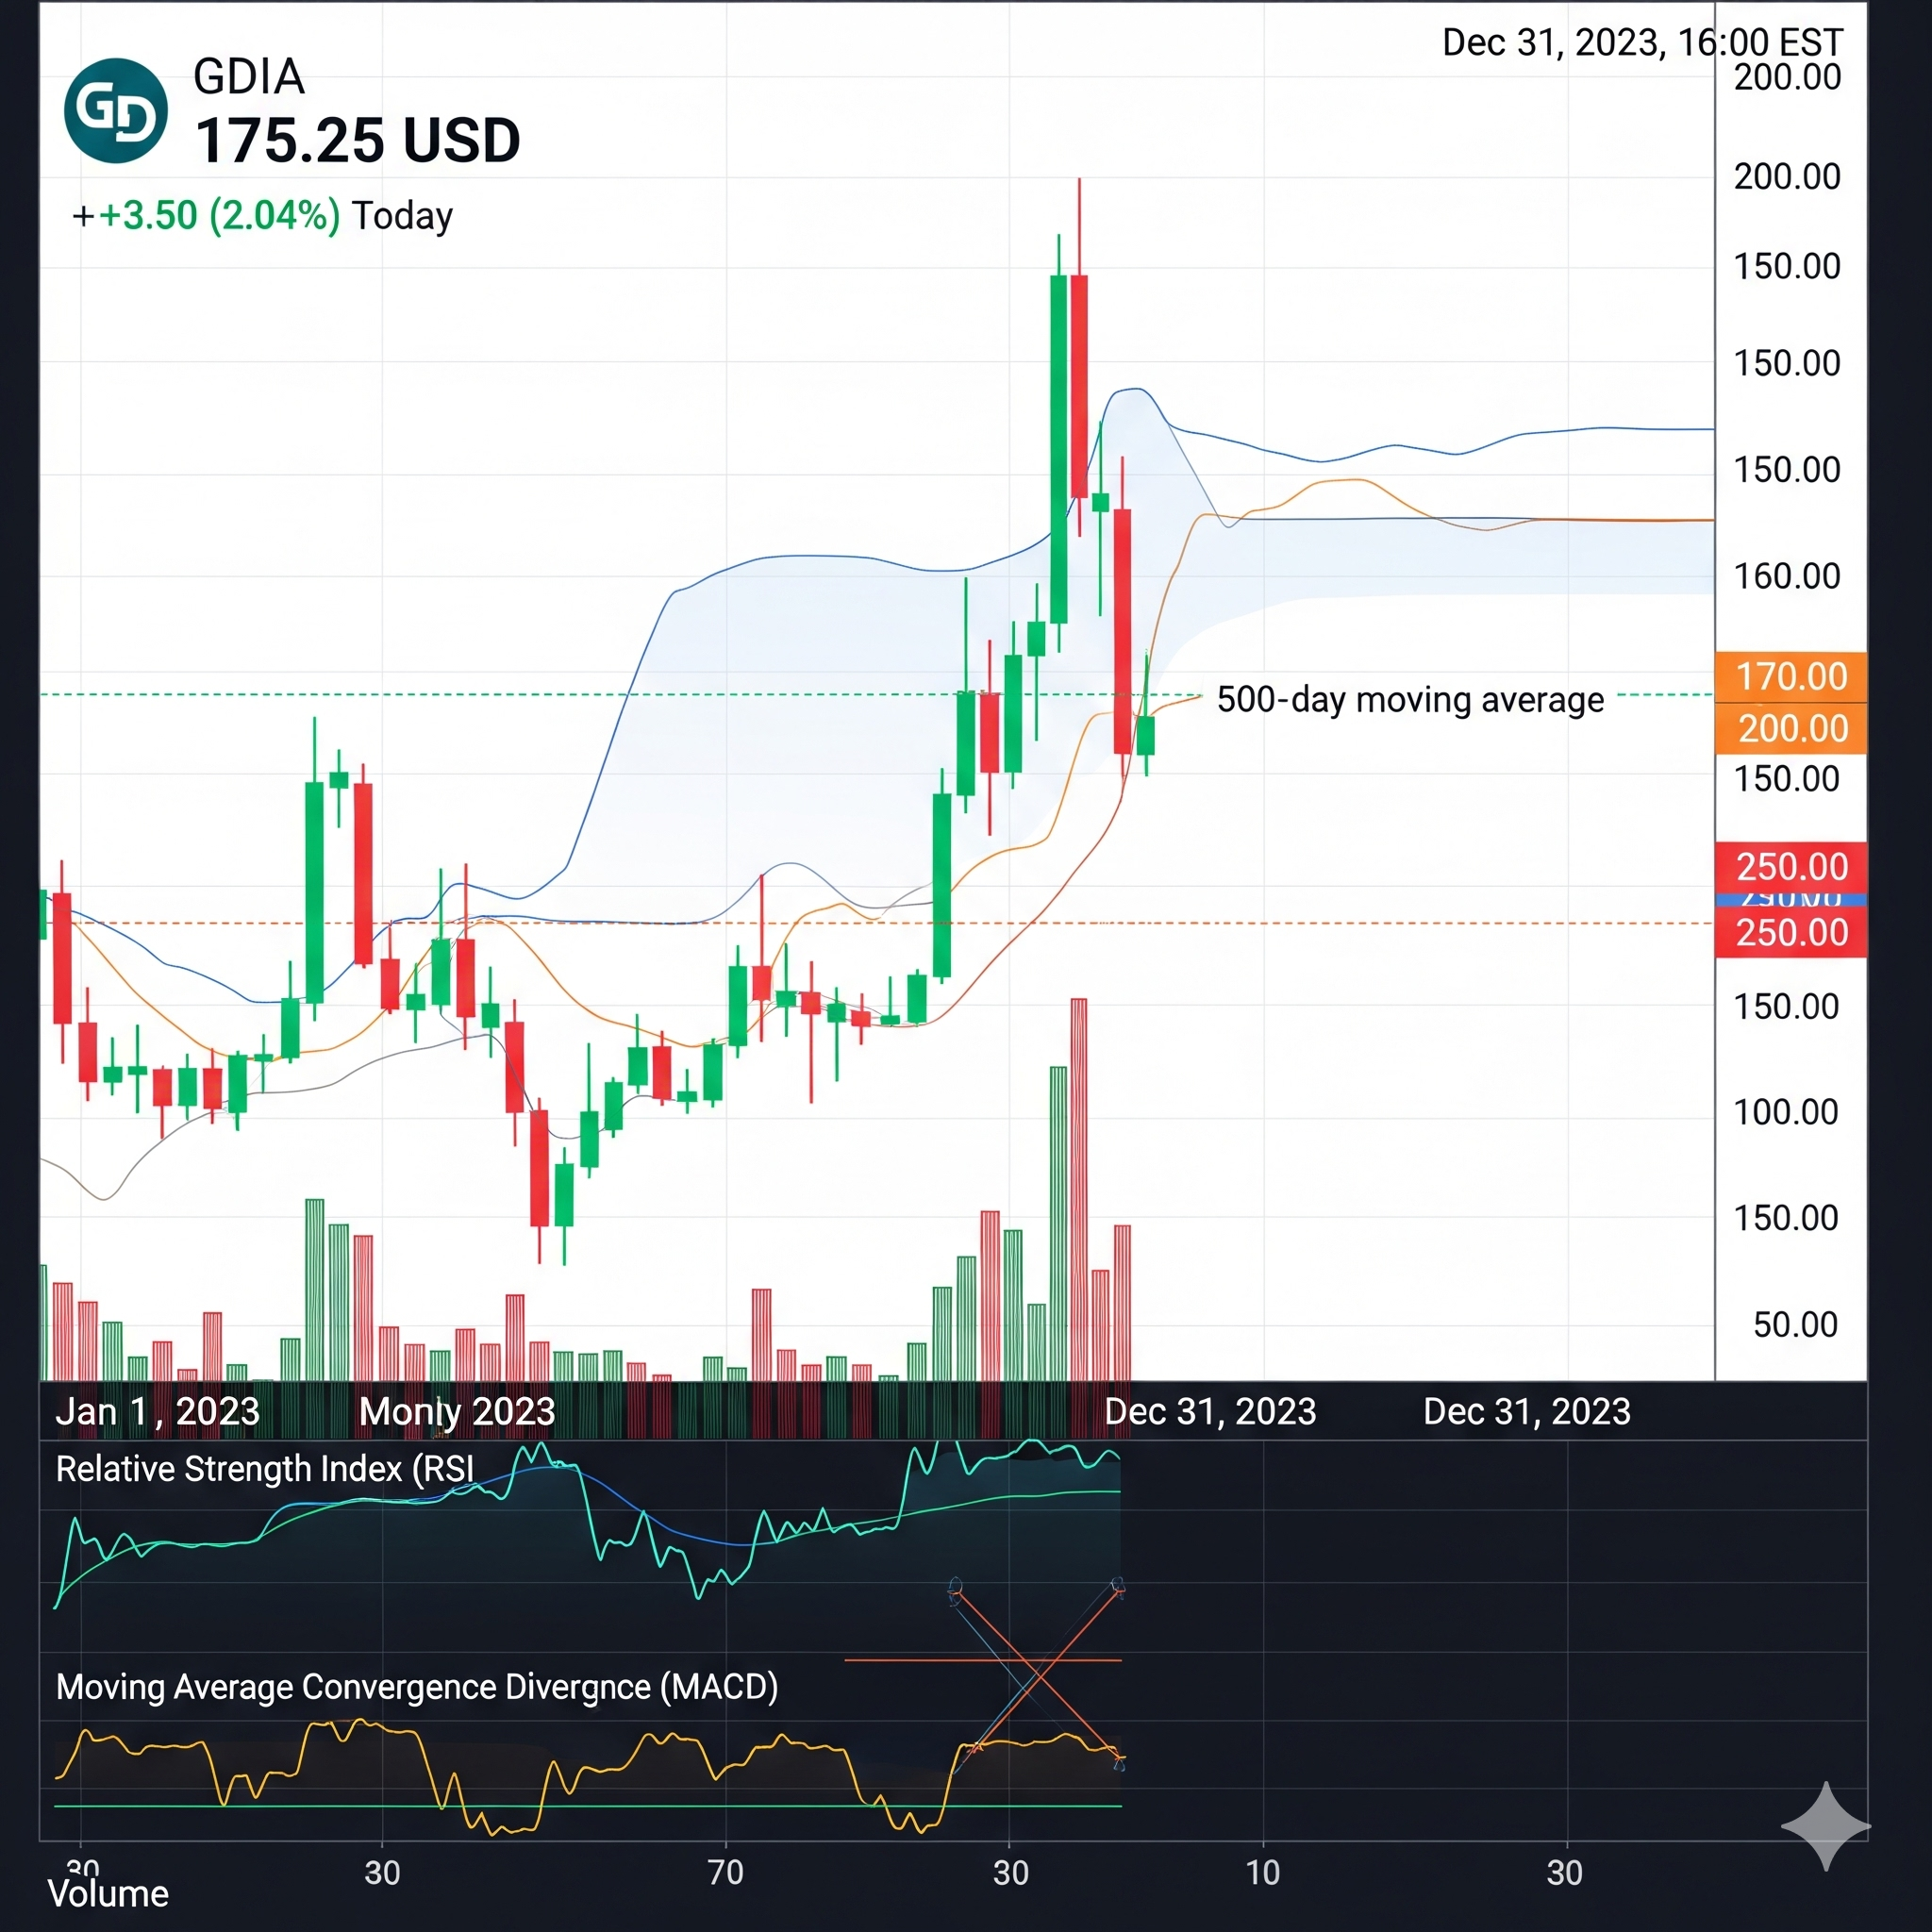 Dec 31, 2023, 16:00 EST
GD
GDIA
175.25 USD
++3.50 (2.04%) Today
200.00
200.00
150.00
150.00
150.00
160.00
170.00
500-day moving average
200.00
150.00
250.00
250.00
150.00
100.00
150.00
50.00
Jan 1, 2023 Monly 2023 Dec 31, 2023 Dec 31, 2023
Relative Strength Index (RSI
Moving Average Convergence Divergnce (MACD)
30 30 70 30 10 30
Volume